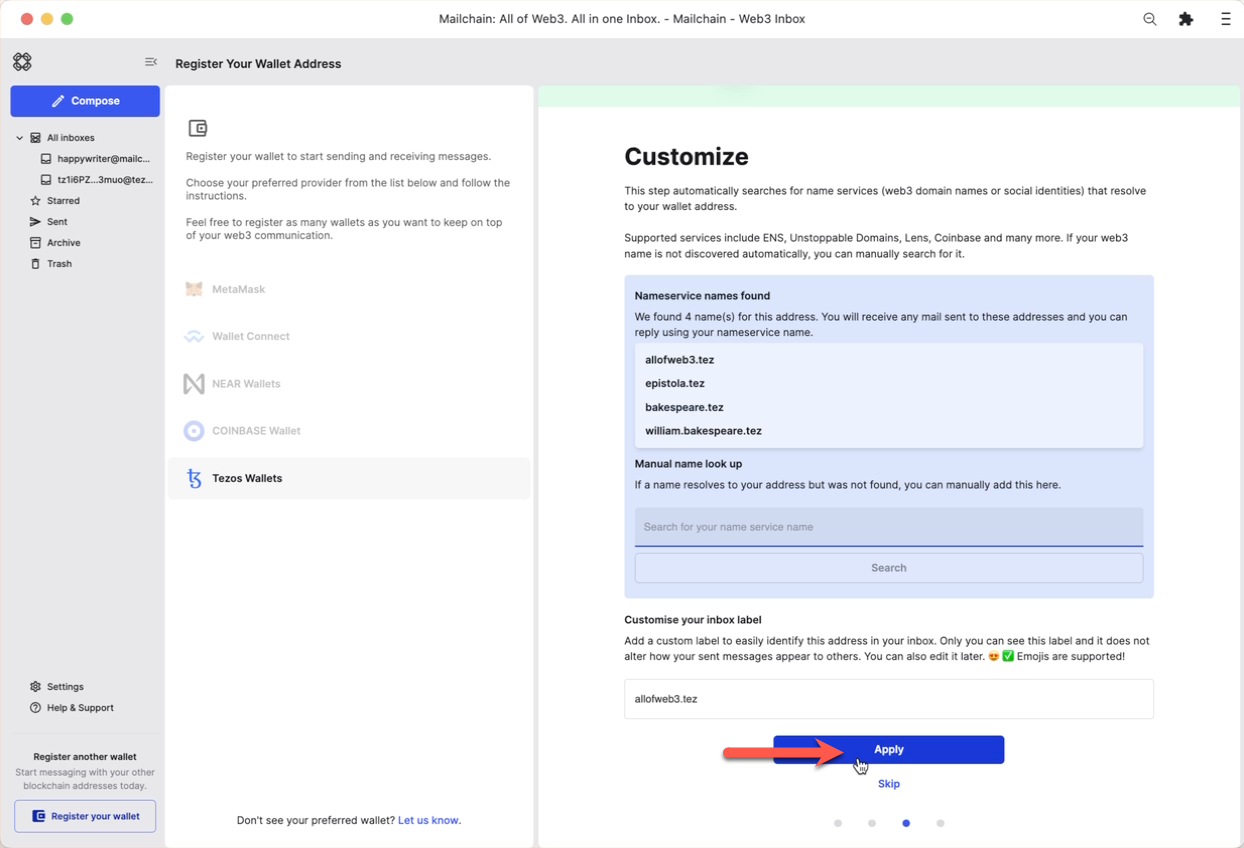 Mailchain: All of Web3. All in one Inbox. - Mailchain - Web3 Inbox
Register Your Wallet Address
Compose
All inboxes
happywriter@mailc...
tz1i6PZ...3muo@tez...
Starred
Sent
Archive
Trash
Settings
Help & Support
Register another wallet
Start messaging with your other
blockchain addresses today.
Register your wallet
Register your wallet to start sending and receiving messages.
Choose your preferred provider from the list below and follow the
instructions.
Feel free to register as many wallets as you want to keep on top
of your web3 communication.
MetaMask
Wallet Connect
NEAR Wallets
COINBASE Wallet
Tezos Wallets
Don't see your preferred wallet? Let us know.
Customize
This step automatically searches for name services (web3 domain names or social identities) that resolve
to your wallet address.
Supported services include ENS, Unstoppable Domains, Lens, Coinbase and many more. If your web3
name is not discovered automatically, you can manually search for it.
Nameservice names found
We found 4 name(s) for this address. You will receive any mail sent to these addresses and you can
reply using your nameservice name.
allofweb3.tez
epistola.tez
bakespeare.tez
william.bakespeare.tez
Manual name look up
If a name resolves to your address but was not found, you can manually add this here.
Search for your name service name
Search
Customise your inbox label
Add a custom label to easily identify this address in your inbox. Only you can see this label and it does not
alter how your sent messages appear to others. You can also edit it later. 😍 ✅ Emojis are supported!
allofweb3.tez
Apply
Skip